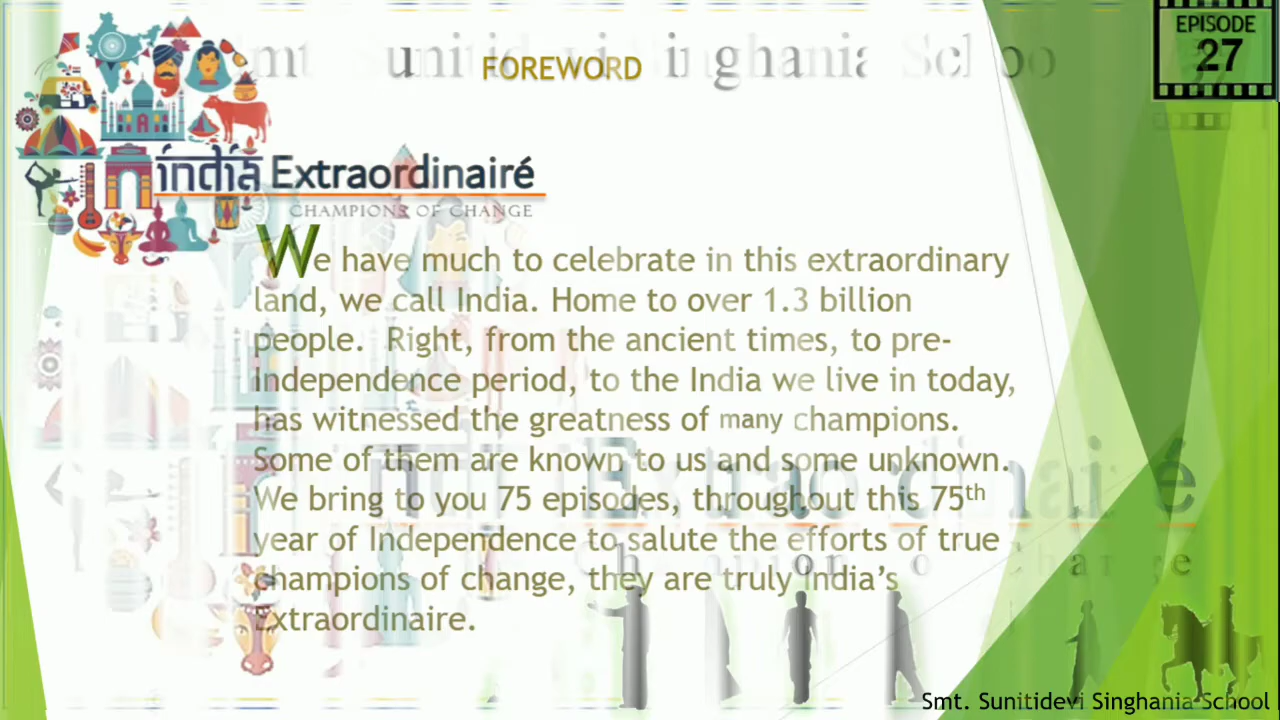 Smt. Sunitidevi Singhania School
FOREWORD
EPISODE
27
india Extraordinairé
CHAMPIONS OF CHANGE
We have much to celebrate in this extraordinary
land, we call India. Home to over 1.3 billion
people. Right, from the ancient times, to pre-
independence period, to the India we live in today,
has witnessed the greatness of many champions.
Some of them are known to us and some unknown.
We bring to you 75 episodes, throughout this 75th
year of Independence to salute the efforts of true
champions of change, they are truly India's
Extraordinaire.
Smt. Sunitidevi Singhania School